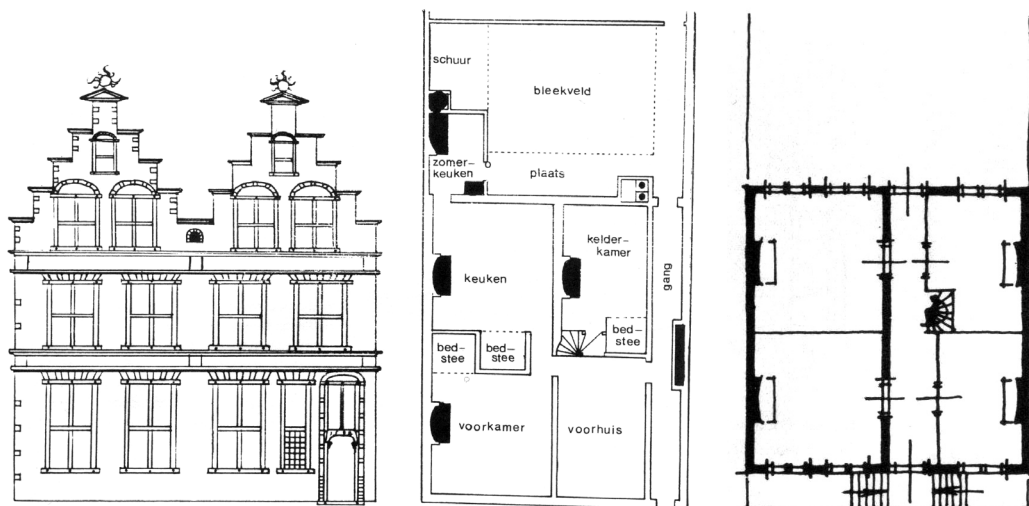 schuur
bleekveld
zomer-
keuken
plaats
kelder-
kamer
keuken
gang
bed-
stee
bed-
stee
bed-
stee
voorkamer
voorhuis